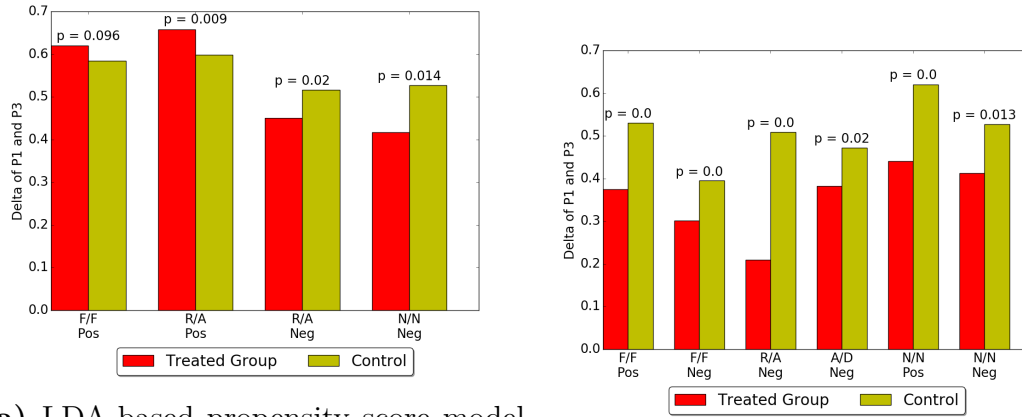 0.7
0.6
0.5
0.4
0.3
0.2
0.1
0.0
Delta of P1 and P3
p = 0.096
p = 0.009
p = 0.02
p = 0.014
F/F
Pos
R/A
Pos
R/A
Neg
N/N
Neg
Treated Group
Control
0.7
0.6
0.5
0.4
0.3
0.2
0.1
0.0
Delta of P1 and P3
p = 0.0
p = 0.0
p = 0.0
p = 0.02
p = 0.0
p = 0.013
F/F
Pos
F/F
Neg
R/A
Neg
A/D
Neg
N/N
Pos
N/N
Neg
Treated Group
Control
LDA based propensity score model